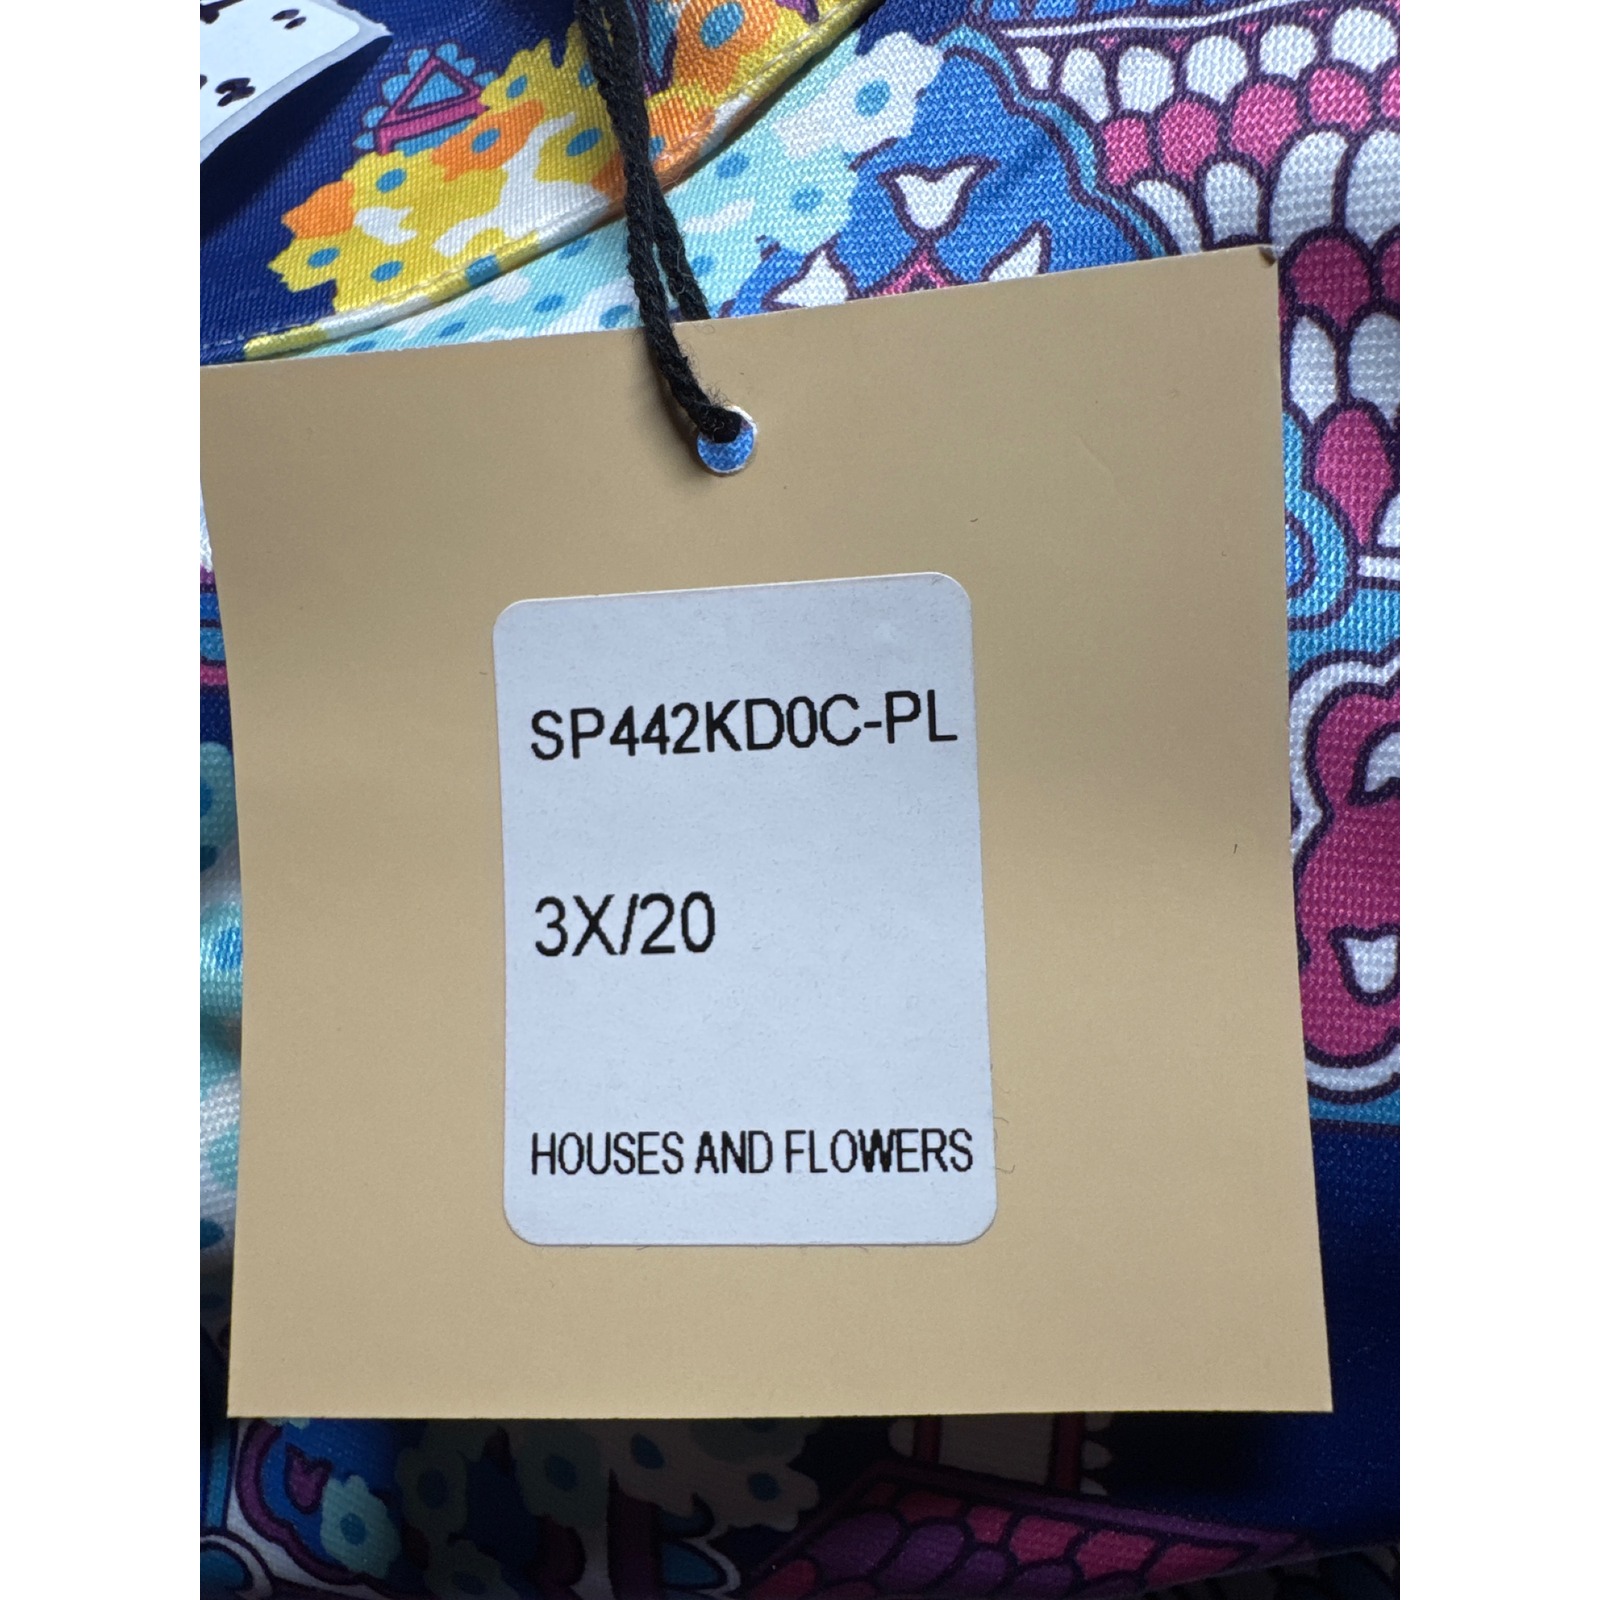 SP442KD0C-PL
3X/20
HOUSES AND FLOWERS